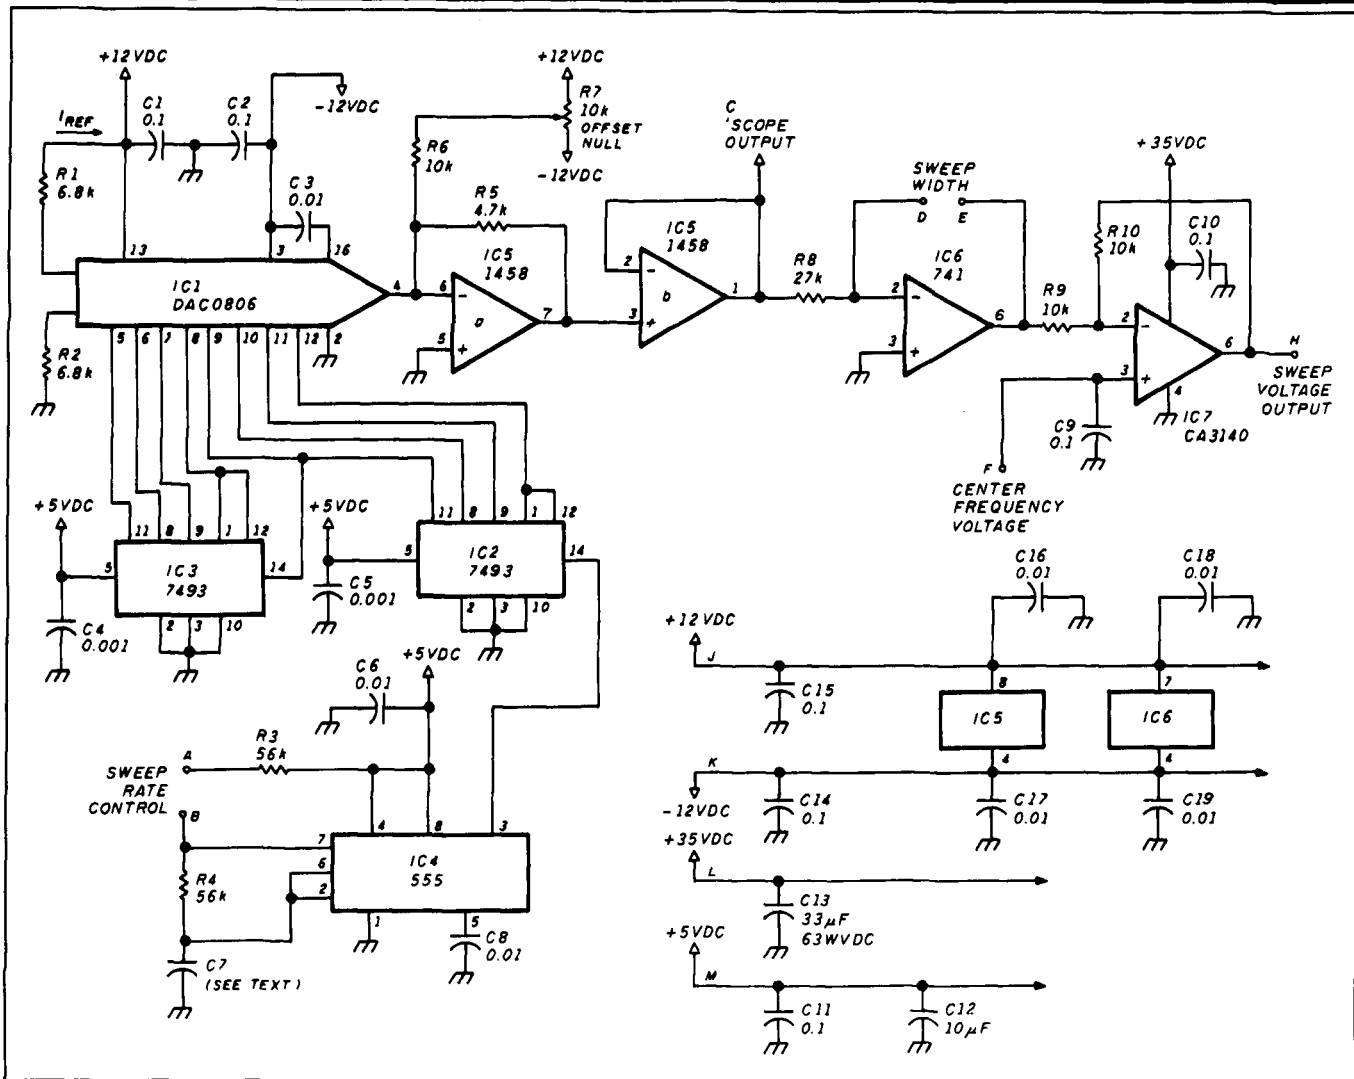 +12VDC
-12VDC
IREF
C1
0.1
C2
0.1
R1
6.8k
C3
0.01
13
3
16
IC1
DAC0806
4
5
6
7
8
9
10
11
12
2
R2
6.8k
+12VDC
R7
10k
OFFSET
NULL
-12VDC
R6
10k
R5
4.7k
IC5
1458
6
-
a
7
5
+
C
'SCOPE
OUTPUT
IC5
1458
2
-
b
1
3
+
R8
27k
SWEEP
WIDTH
D
E
IC6
741
2
-
6
3
+
R9
10k
+35VDC
R10
10k
C10
0.1
2
-
6
3
+
4
IC7
CA3140
H
SWEEP
VOLTAGE
OUTPUT
C9
0.1
F
CENTER
FREQUENCY
VOLTAGE
+5VDC
11
8
9
1
12
5
IC3
7493
14
2
3
10
C4
0.001
+5VDC
11
8
9
1
12
5
IC2
7493
14
2
3
10
C5
0.001
C6
0.01
+5VDC
A
R3
56k
SWEEP
RATE
CONTROL
B
4
8
3
7
6
2
IC4
555
1
5
R4
56k
C7
(SEE TEXT)
C8
0.01
+12VDC
J
C15
0.1
C16
0.01
C18
0.01
8
IC5
4
7
IC6
4
K
-12VDC
C14
0.1
C17
0.01
C19
0.01
+35VDC
L
C13
33µF
63WVDC
+5VDC
M
C11
0.1
C12
10µF